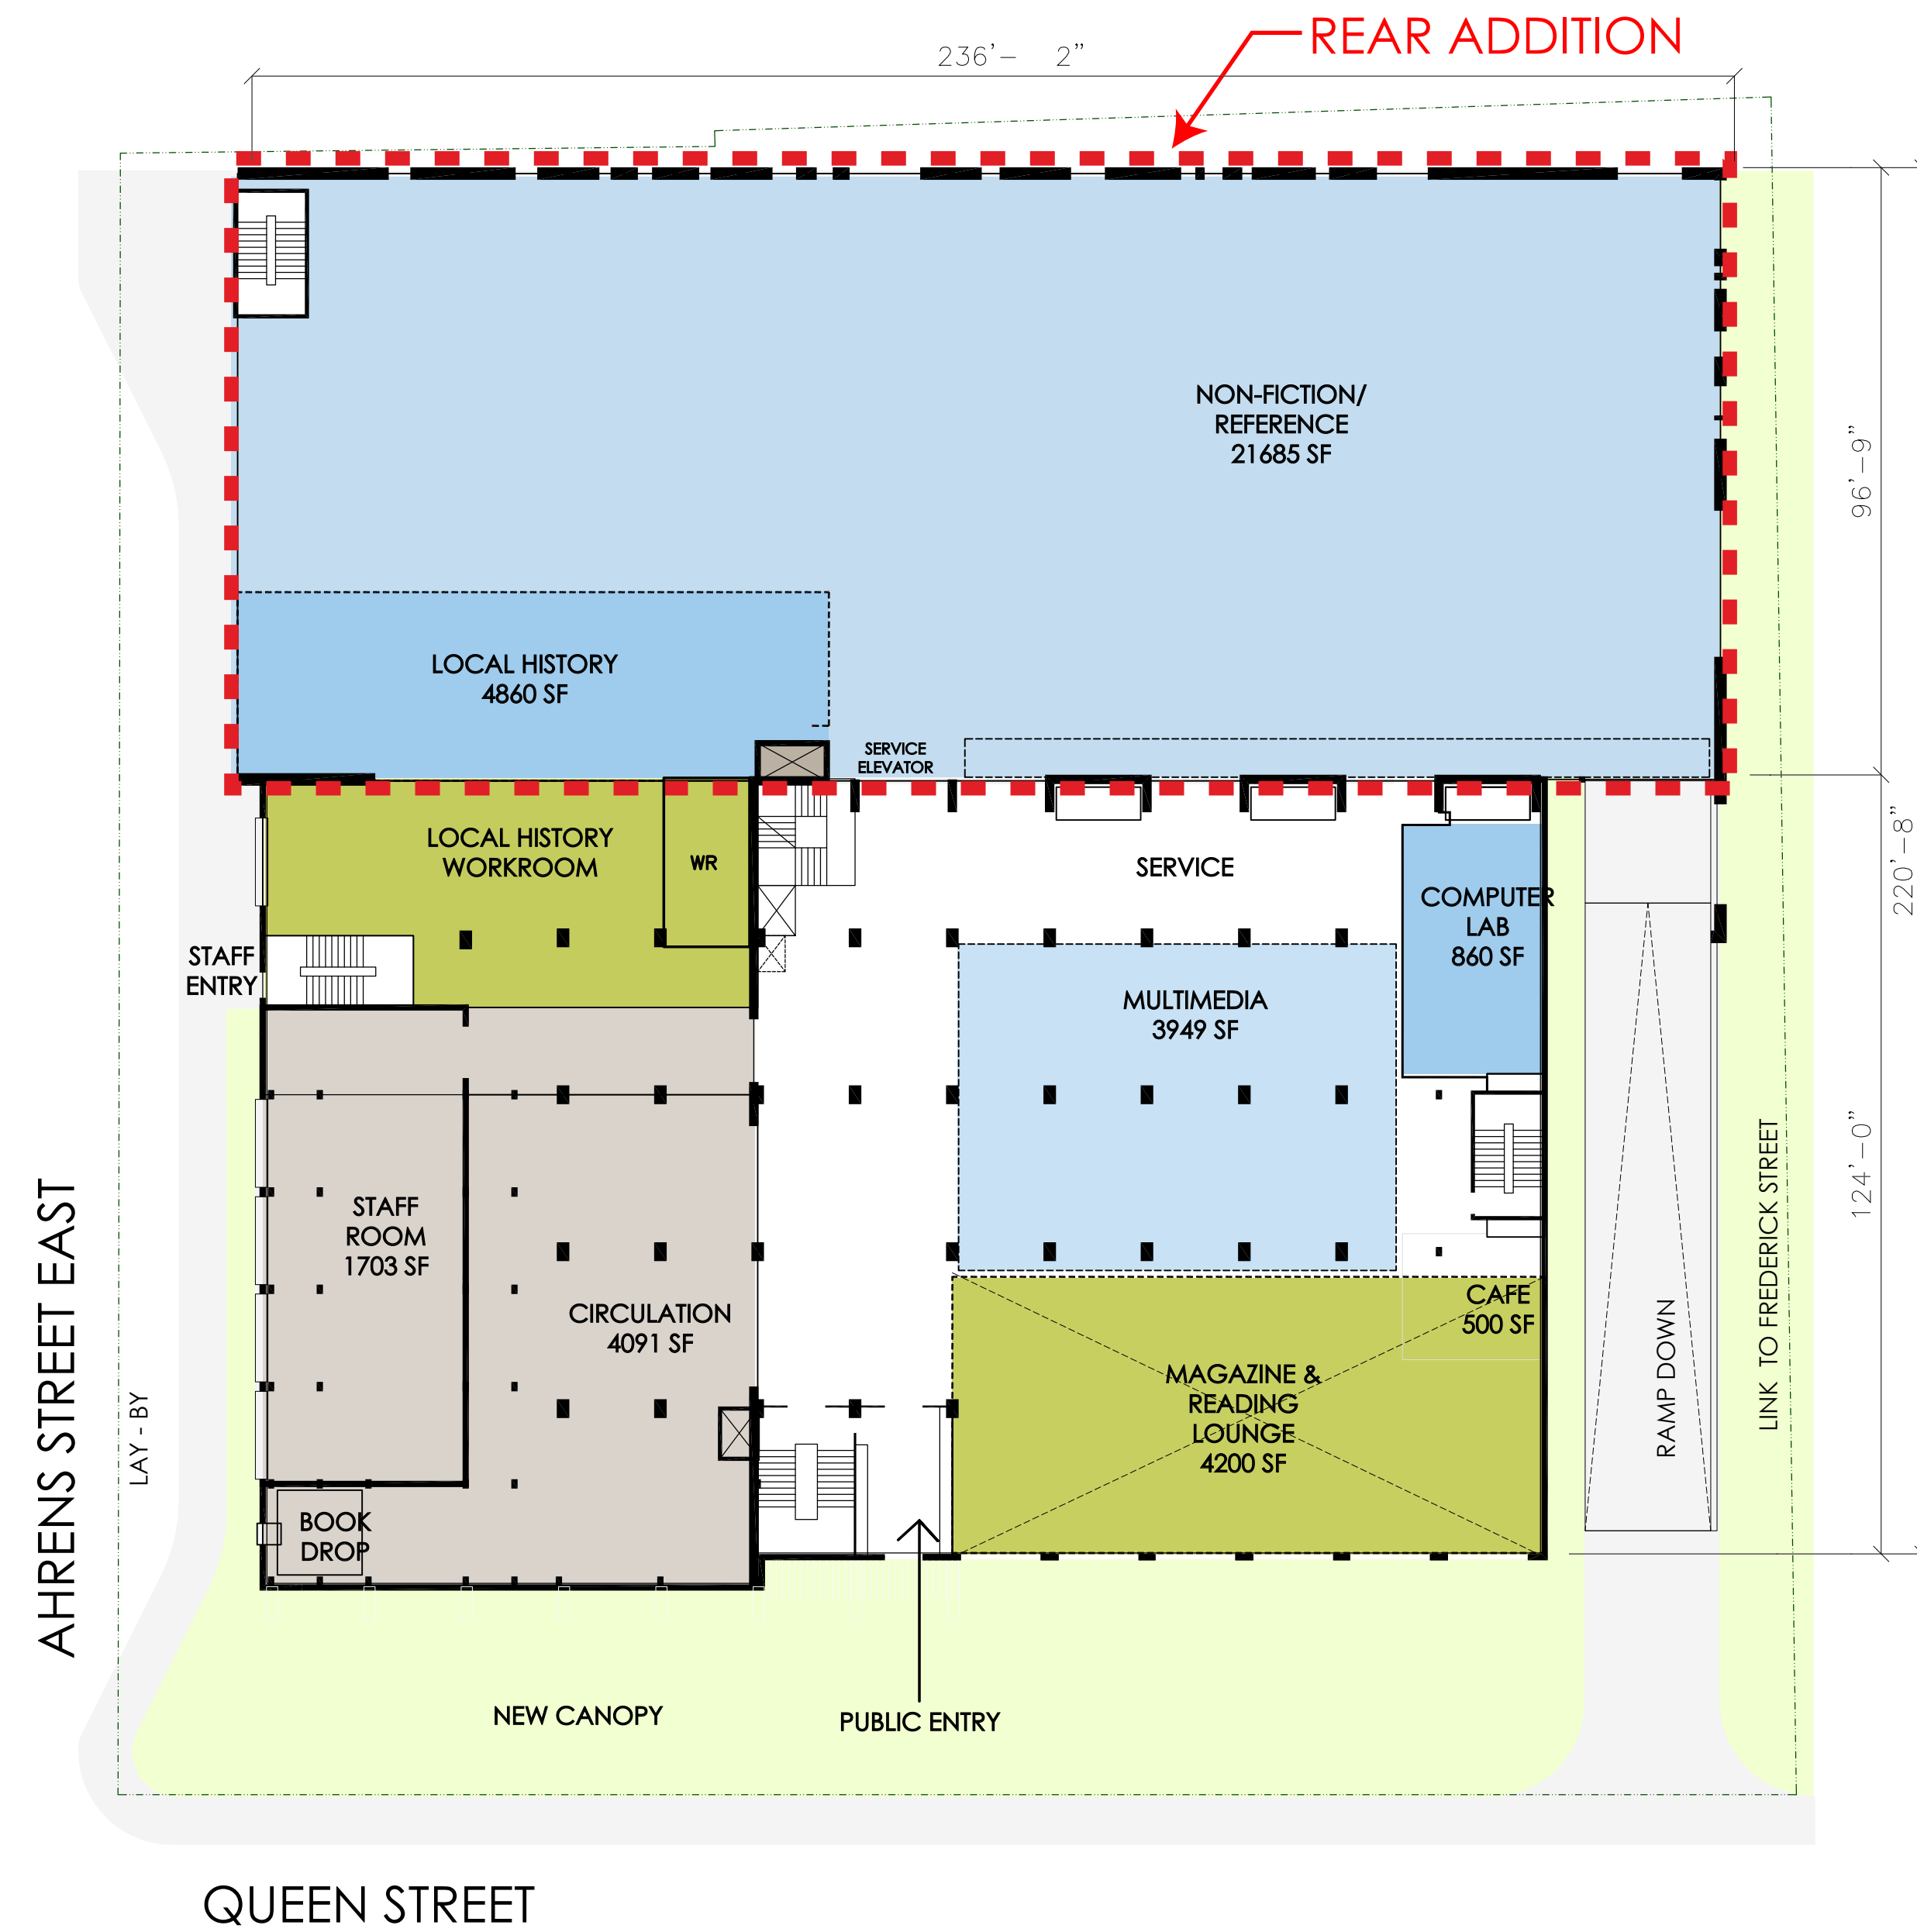 REAR ADDITION
236'- 2"
NON-FICTION/
REFERENCE
21685 SF
96'-9"
LOCAL HISTORY
4860 SF
SERVICE
ELEVATOR
LOCAL HISTORY
WORKROOM
WR
SERVICE
COMPUTER
LAB
860 SF
220'-8"
STAFF
ENTRY
MULTIMEDIA
3949 SF
124'-0"
STAFF
ROOM
1703 SF
CIRCULATION
4091 SF
CAFE
500 SF
MAGAZINE &
READING
LOUNGE
4200 SF
RAMP DOWN
LINK TO FREDERICK STREET
AHRENS STREET EAST
LAY - BY
BOOK
DROP
NEW CANOPY
PUBLIC ENTRY
QUEEN STREET